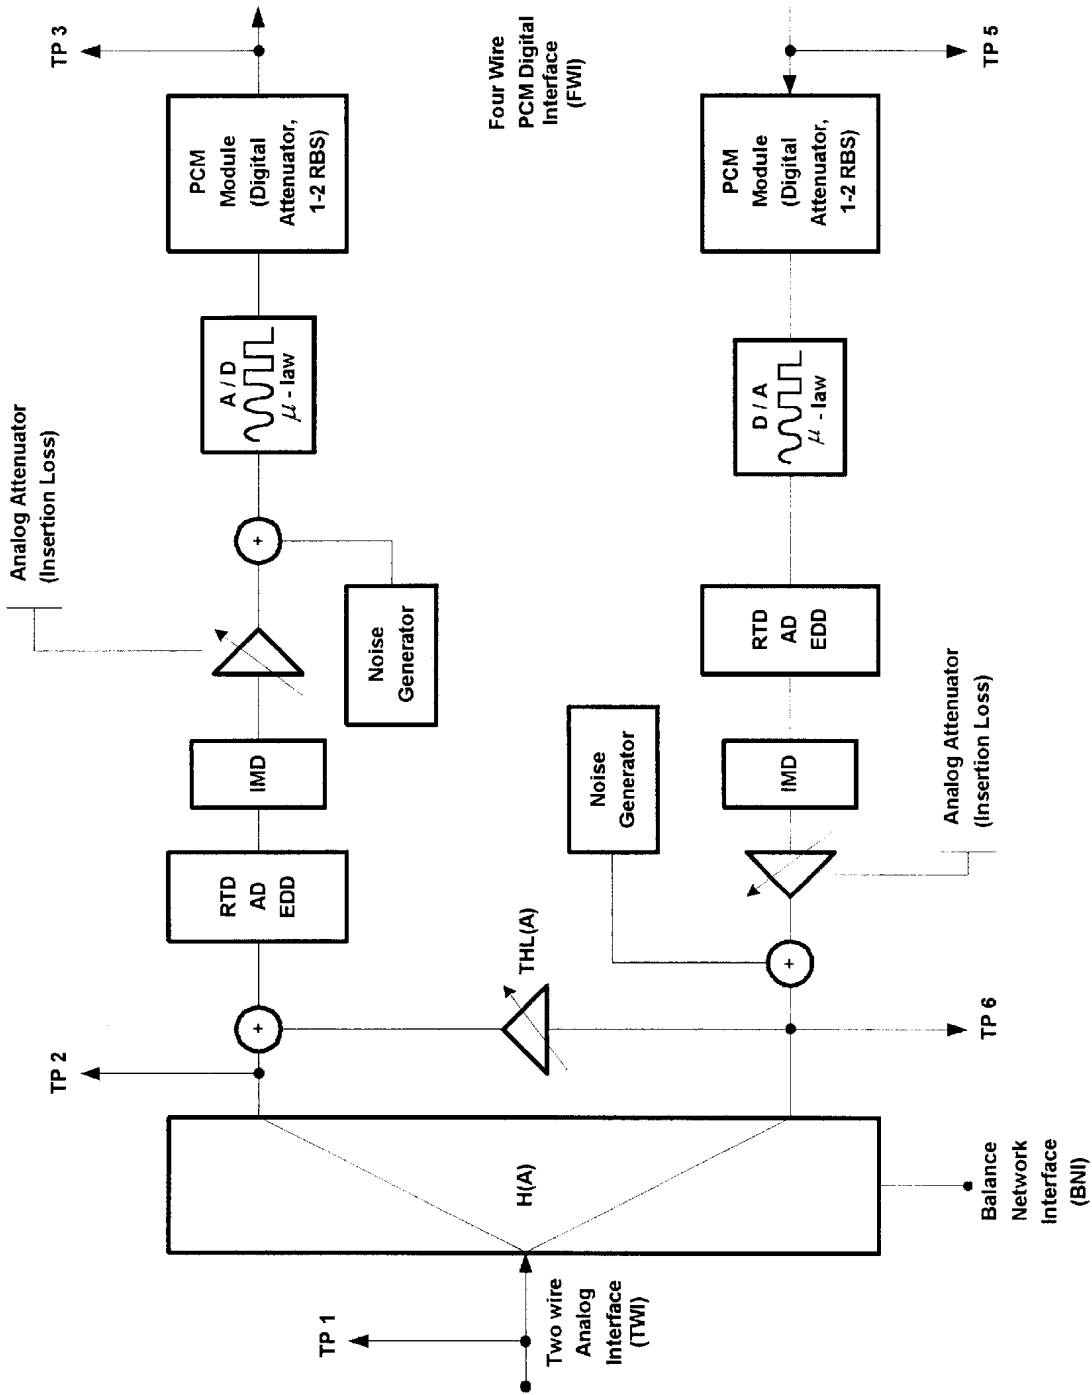 TP 3
PCM
Module
(Digital
Attenuator,
1-2 RBS)
Four Wire
PCM Digital
Interface
(FWI)
TP 5
PCM
Module
(Digital
Attenuator,
1-2 RBS)
A / D
μ - law
D / A
μ - law
Analog Attenuator
(Insertion Loss)
+
Noise
Generator
IMD
RTD
AD
EDD
RTD
AD
EDD
IMD
Noise
Generator
Analog Attenuator
(Insertion Loss)
+
THL(A)
+
TP 2
TP 6
H(A)
Balance
Network
Interface
(BNI)
TP 1
Two wire
Analog
Interface
(TWI)